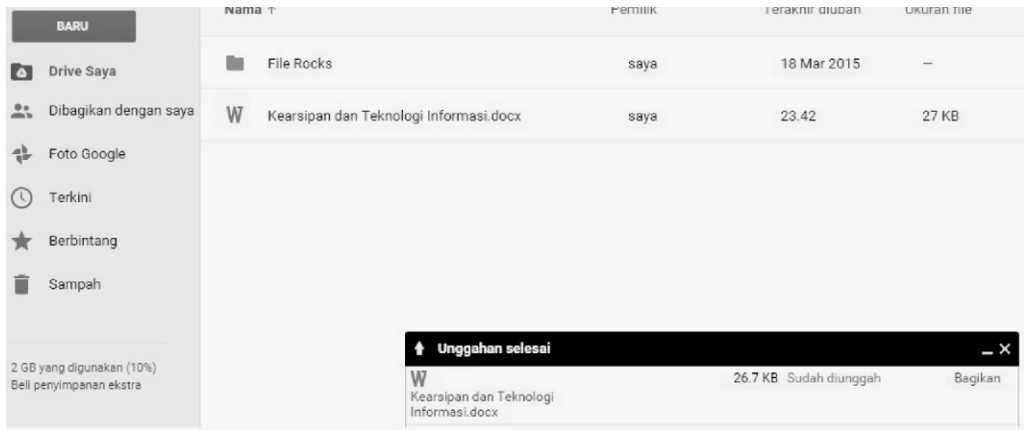 BARU
Nama ↑ Pemilik Terakhir diubah Ukuran file
Drive Saya
File Rocks saya 18 Mar 2015 —
Dibagikan dengan saya
Kearsipan dan Teknologi Informasi.docx saya 23.42 27 KB
Foto Google
Terkini
Berbintang
Sampah
2 GB yang digunakan (10%)
Beli penyimpanan ekstra
Unggahan selesai
W
Kearsipan dan Teknologi
Informasi.docx
26.7 KB Sudah diunggah Bagikan